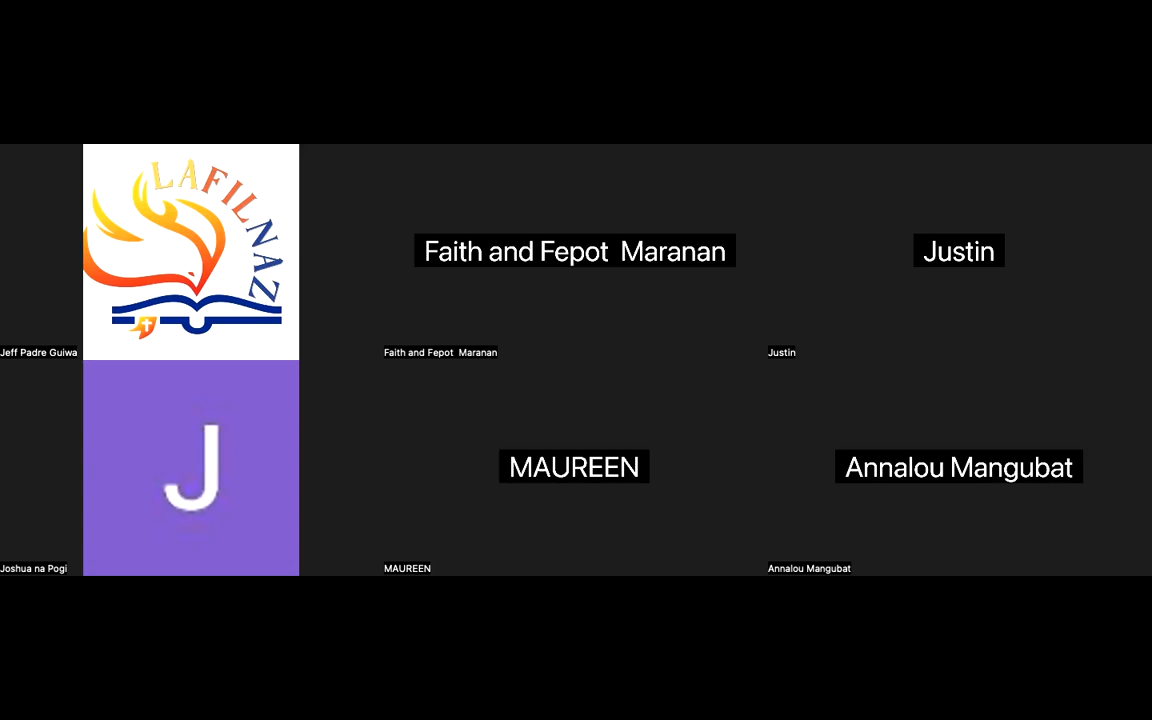 LAFILNAZ
Faith and Fepot Maranan
Justin
Jeff Padre Guiwa
Faith and Fepot Maranan
Justin
J
MAUREEN
Annalou Mangubat
Joshua na Pogi
MAUREEN
Annalou Mangubat